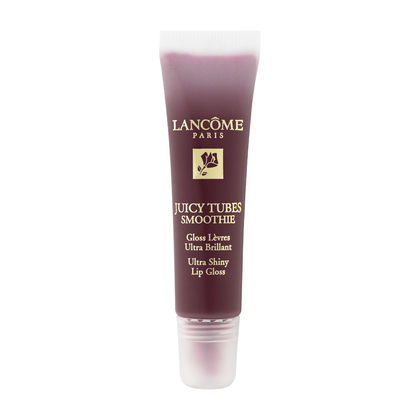 LANCÔME
PARIS
JUICY TUBES
SMOOTHIE
Gloss Lèvres
Ultra Brillant
Ultra Shiny
Lip Gloss